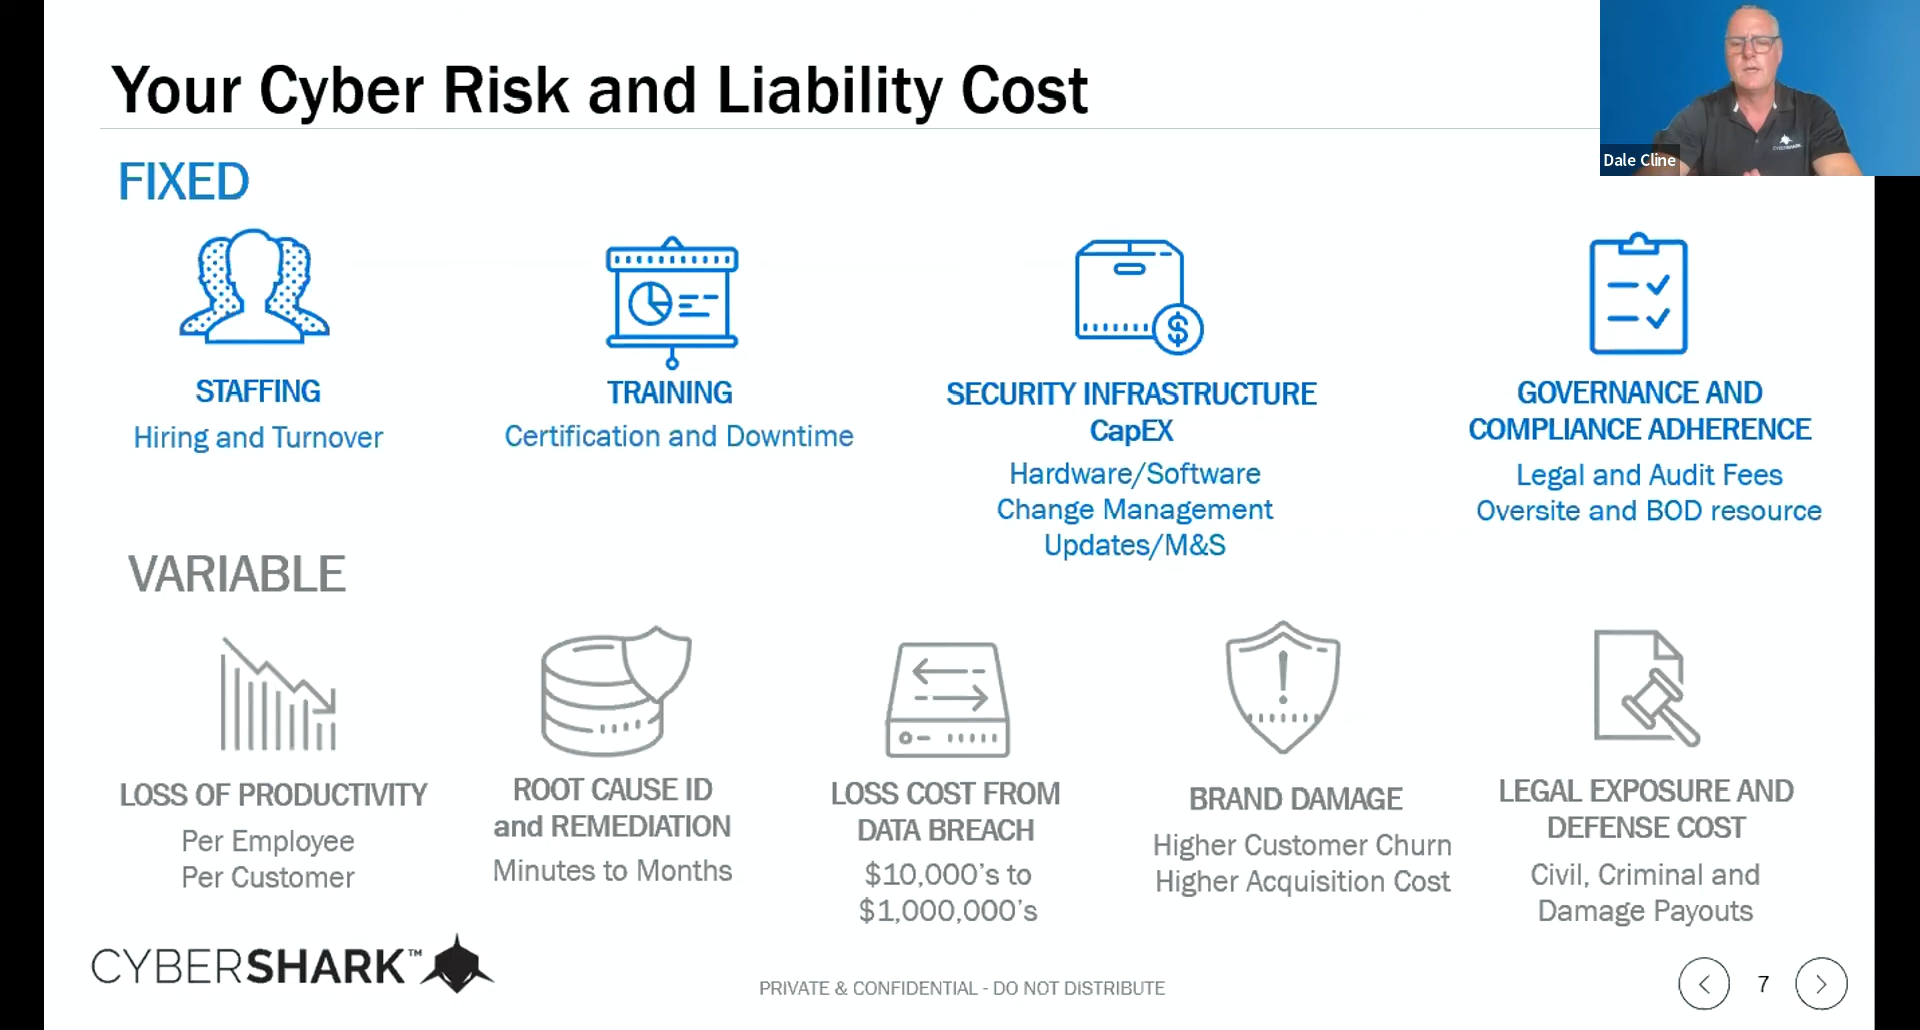 Your Cyber Risk and Liability Cost
Dale Cline
CYBERSHARK
FIXED
STAFFING
Hiring and Turnover
TRAINING
Certification and Downtime
$
SECURITY INFRASTRUCTURE
CapEX
Hardware/Software
Change Management
Updates/M&S
GOVERNANCE AND
COMPLIANCE ADHERENCE
Legal and Audit Fees
Oversite and BOD resource
VARIABLE
LOSS OF PRODUCTIVITY
Per Employee
Per Customer
ROOT CAUSE ID
and REMEDIATION
Minutes to Months
LOSS COST FROM
DATA BREACH
$10,000's to
$1,000,000's
!
BRAND DAMAGE
Higher Customer Churn
Higher Acquisition Cost
LEGAL EXPOSURE AND
DEFENSE COST
Civil, Criminal and
Damage Payouts
CYBERSHARK™
PRIVATE & CONFIDENTIAL - DO NOT DISTRIBUTE
7